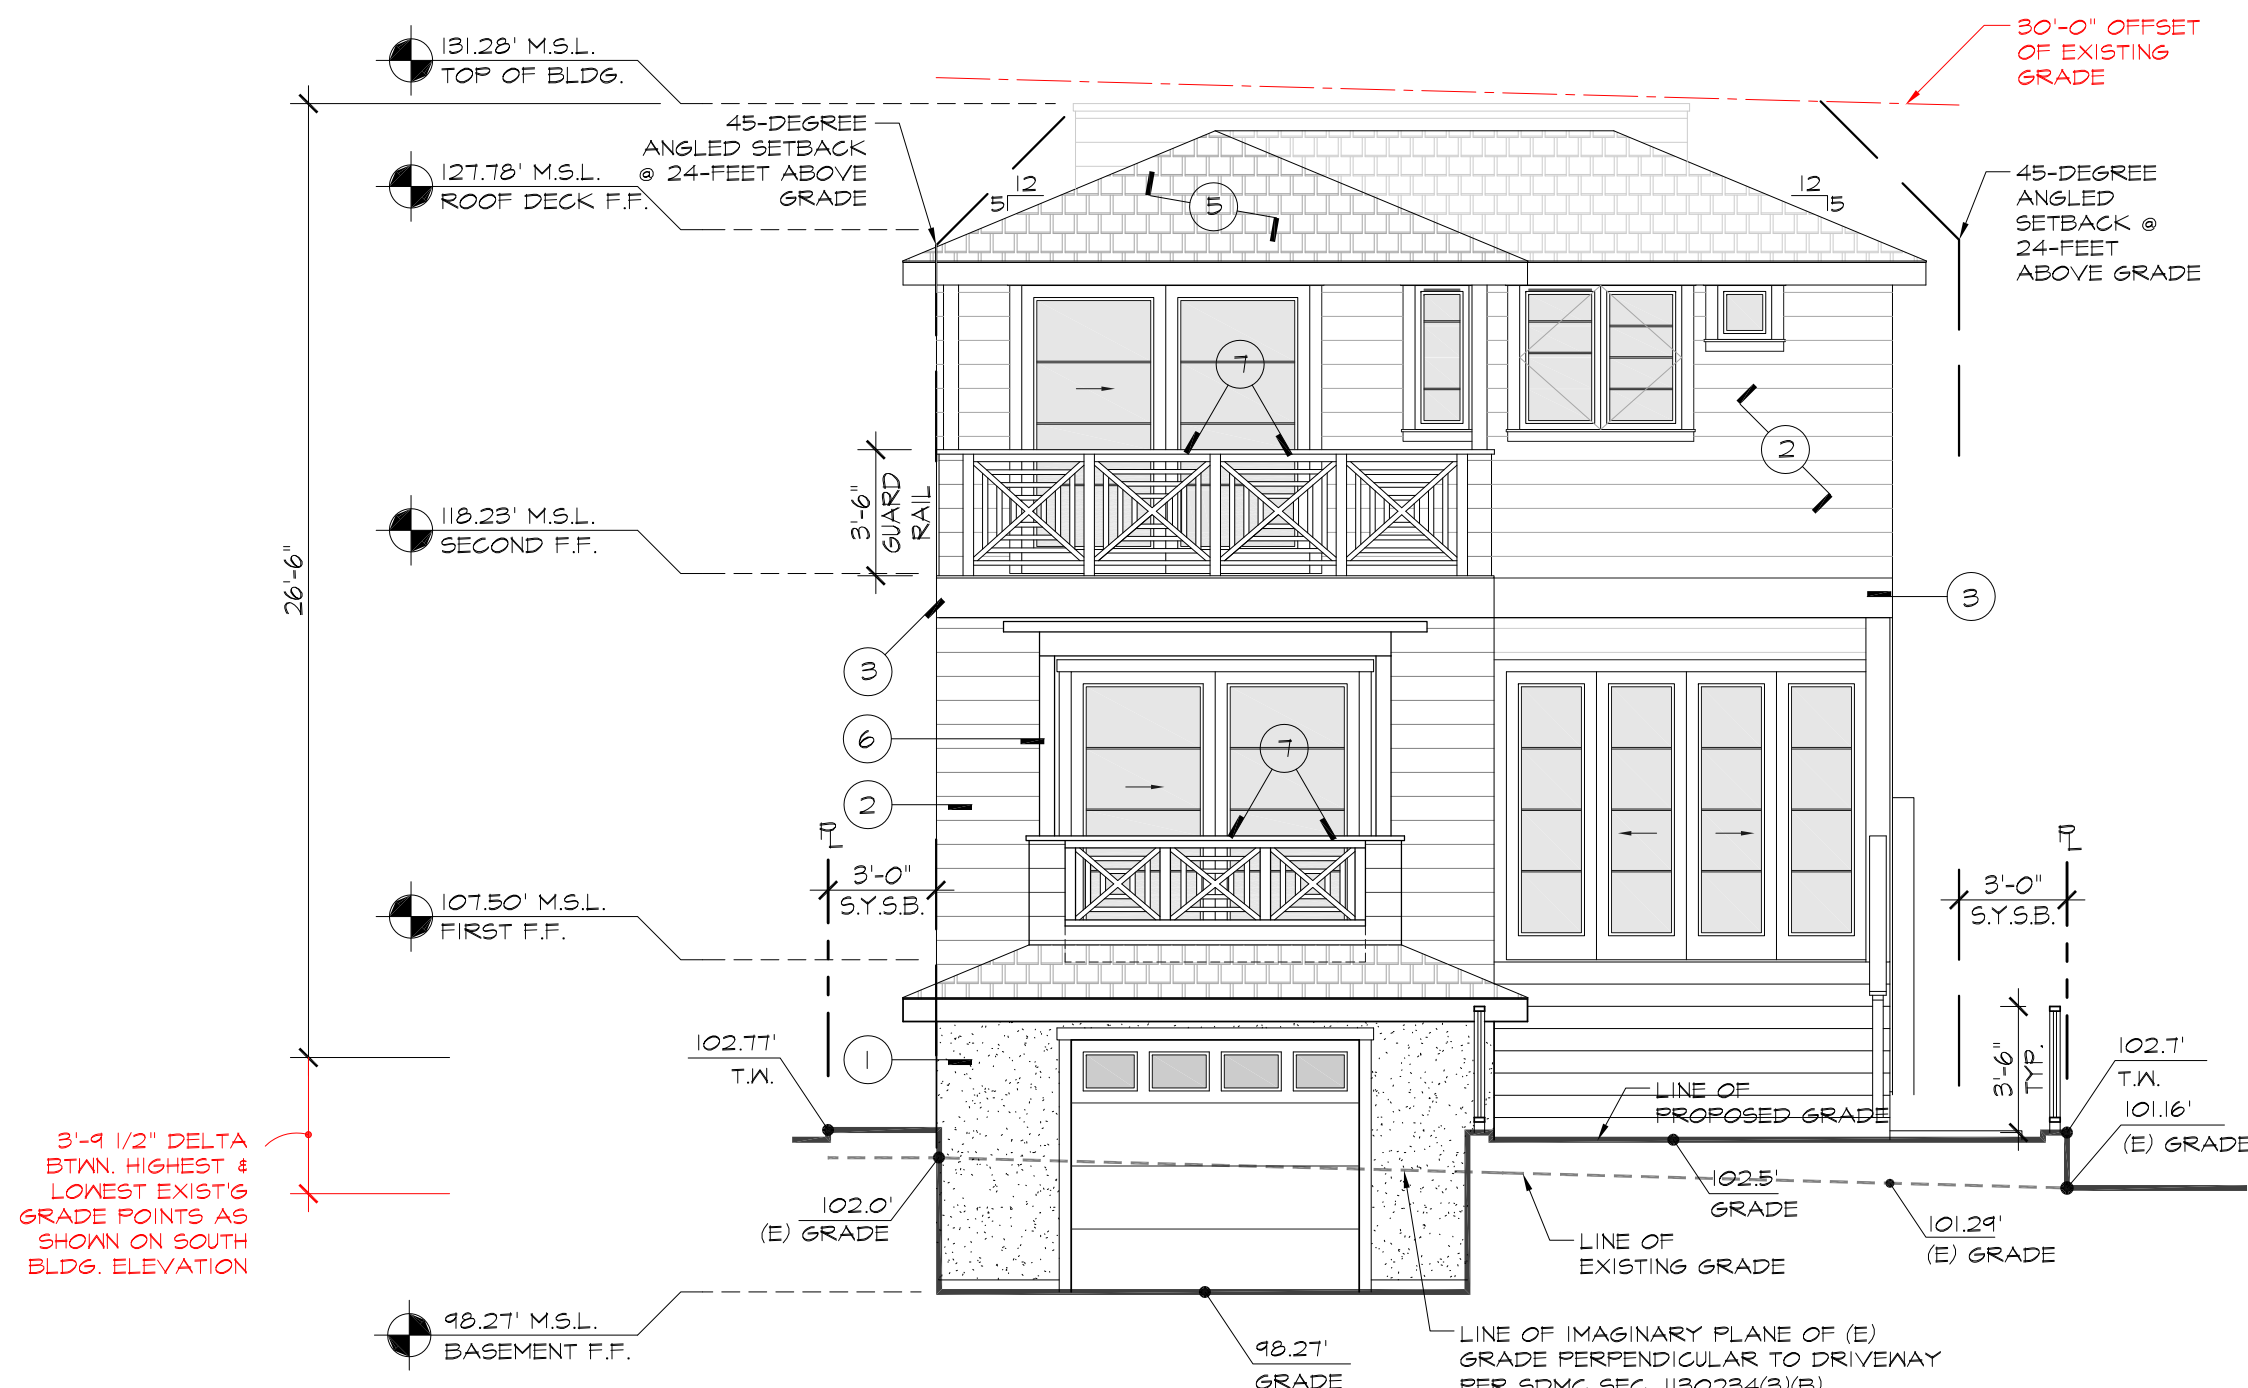 131.28' M.S.L.
TOP OF BLDG.
30'-0" OFFSET
OF EXISTING
GRADE
45-DEGREE
ANGLED SETBACK
@ 24-FEET ABOVE
GRADE
127.78' M.S.L.
ROOF DECK F.F.
12
5
5
12
5
45-DEGREE
ANGLED
SETBACK @
24-FEET
ABOVE GRADE
7
2
3'-6"
GUARD
RAIL
118.23' M.S.L.
SECOND F.F.
26'-6"
3
3
6
7
2
PL
3'-0"
S.Y.S.B.
PL
3'-0"
S.Y.S.B.
107.50' M.S.L.
FIRST F.F.
102.77'
T.W.
1
3'-6"
TYP.
102.7'
T.W.
LINE OF
PROPOSED GRADE
101.16'
(E) GRADE
3'-9 1/2" DELTA
BTWN. HIGHEST &
LOWEST EXIST'G
GRADE POINTS AS
SHOWN ON SOUTH
BLDG. ELEVATION
102.0'
(E) GRADE
102.5'
GRADE
101.29'
(E) GRADE
LINE OF
EXISTING GRADE
98.27' M.S.L.
BASEMENT F.F.
98.27'
GRADE
LINE OF IMAGINARY PLANE OF (E)
GRADE PERPENDICULAR TO DRIVEWAY
PER SDMC SEC. 1130234(3)(B)